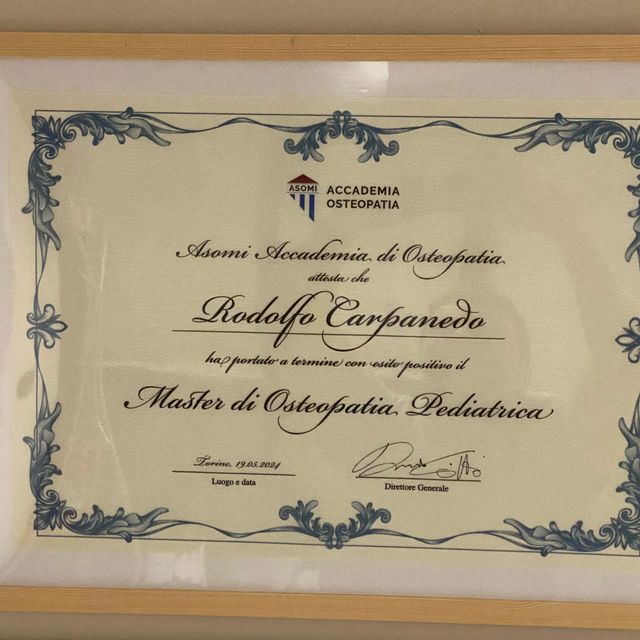 ASOMI
ACCADEMIA
OSTEOPATIA
Asomi Accademia di Osteopatia
attesta che
Rodolfo Carpanedo
ha portato a termine con esito positivo il
Master di Osteopatia Pediatrica
Torino, 19.05.2024
Luogo e data
Direttore Generale